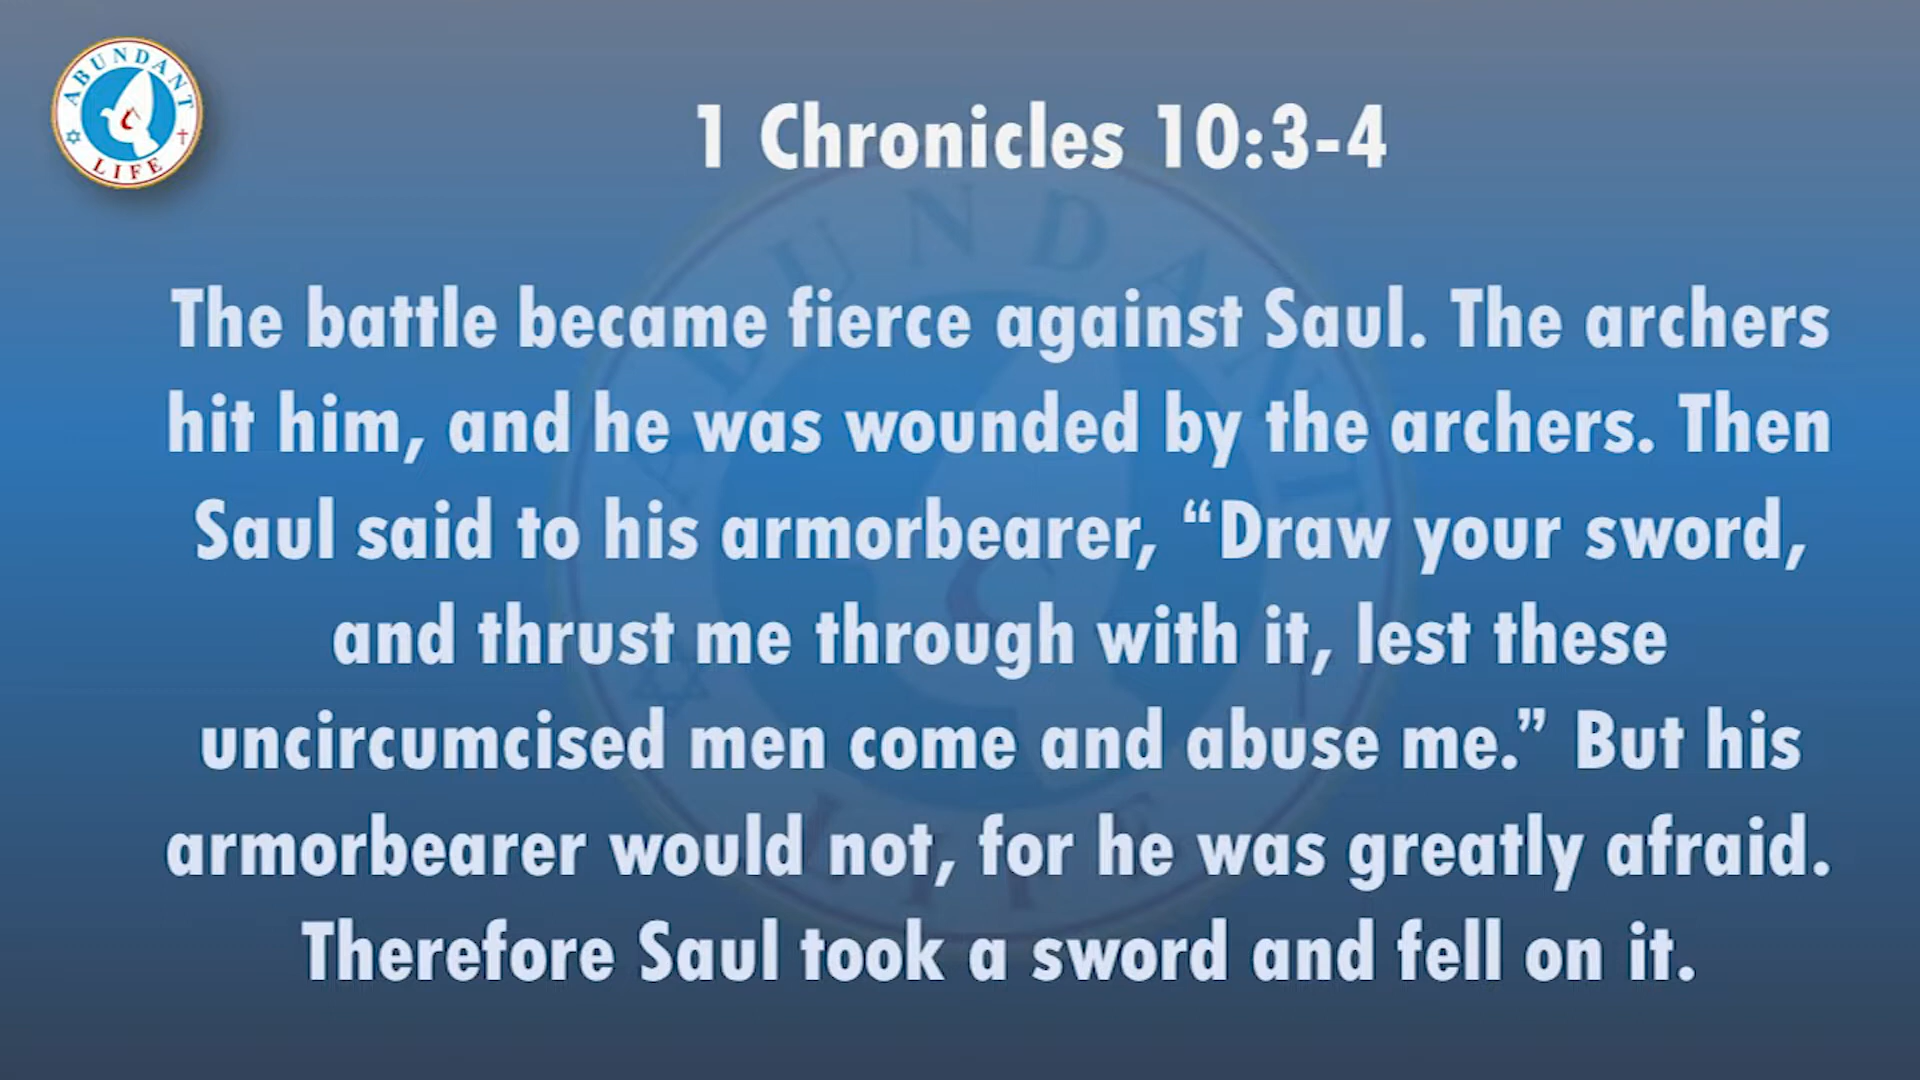 ABUNDANT
LIFE
1 Chronicles 10:3-4
The battle became fierce against Saul. The archers
hit him, and he was wounded by the archers. Then
Saul said to his armorbearer, “Draw your sword,
and thrust me through with it, lest these
uncircumcised men come and abuse me.” But his
armorbearer would not, for he was greatly afraid.
Therefore Saul took a sword and fell on it.
ABUNDANT
LIFE